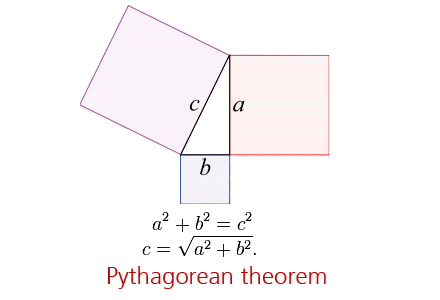 c a
b
a² + b² = c²
c = √(a² + b²).
Pythagorean theorem